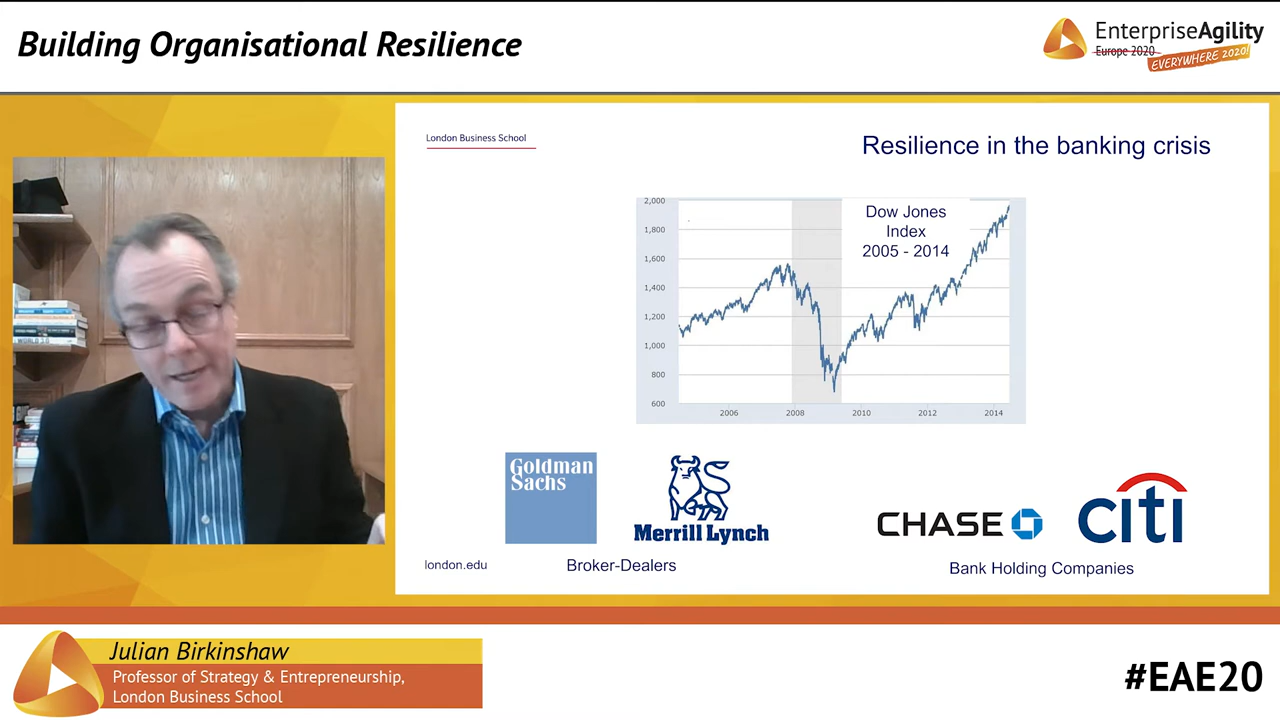 Building Organisational Resilience
EnterpriseAgility
Europe 2020
EVERYWHERE 2020!
London Business School
Resilience in the banking crisis
Dow Jones
Index
2005 - 2014
2,000
1,800
1,600
1,400
1,200
1,000
800
600
2006 2008 2010 2012 2014
Goldman
Sachs
Merrill Lynch
CHASE
citi
london.edu
Broker-Dealers
Bank Holding Companies
Julian Birkinshaw
Professor of Strategy & Entrepreneurship,
London Business School
#EAE20